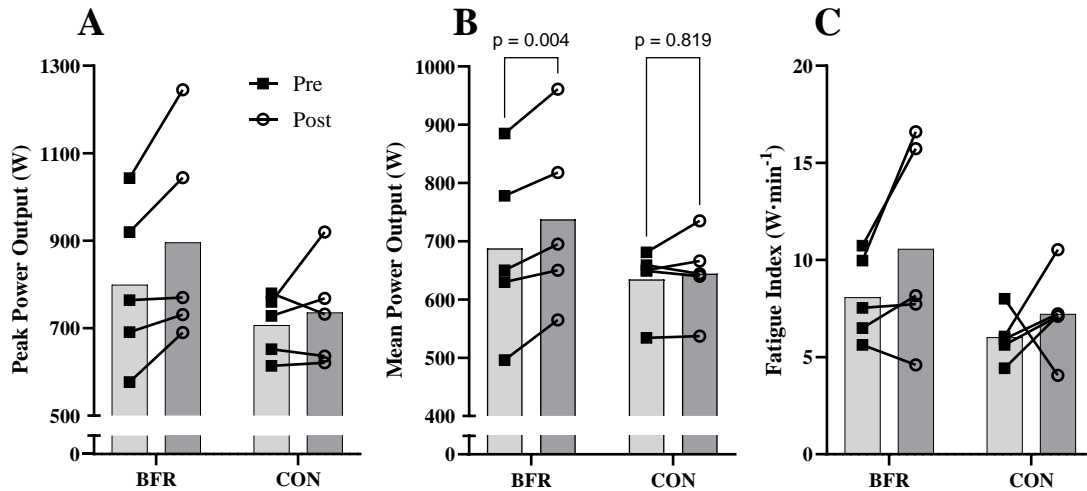 A
Peak Power Output (W)
1300
1100
900
700
500
0
BFR
CON
Pre
Post
B
p = 0.004
p = 0.819
Mean Power Output (W)
1000
900
800
700
600
500
400
0
BFR
CON
C
Fatigue Index (W·min-1)
20
15
10
5
0
BFR
CON